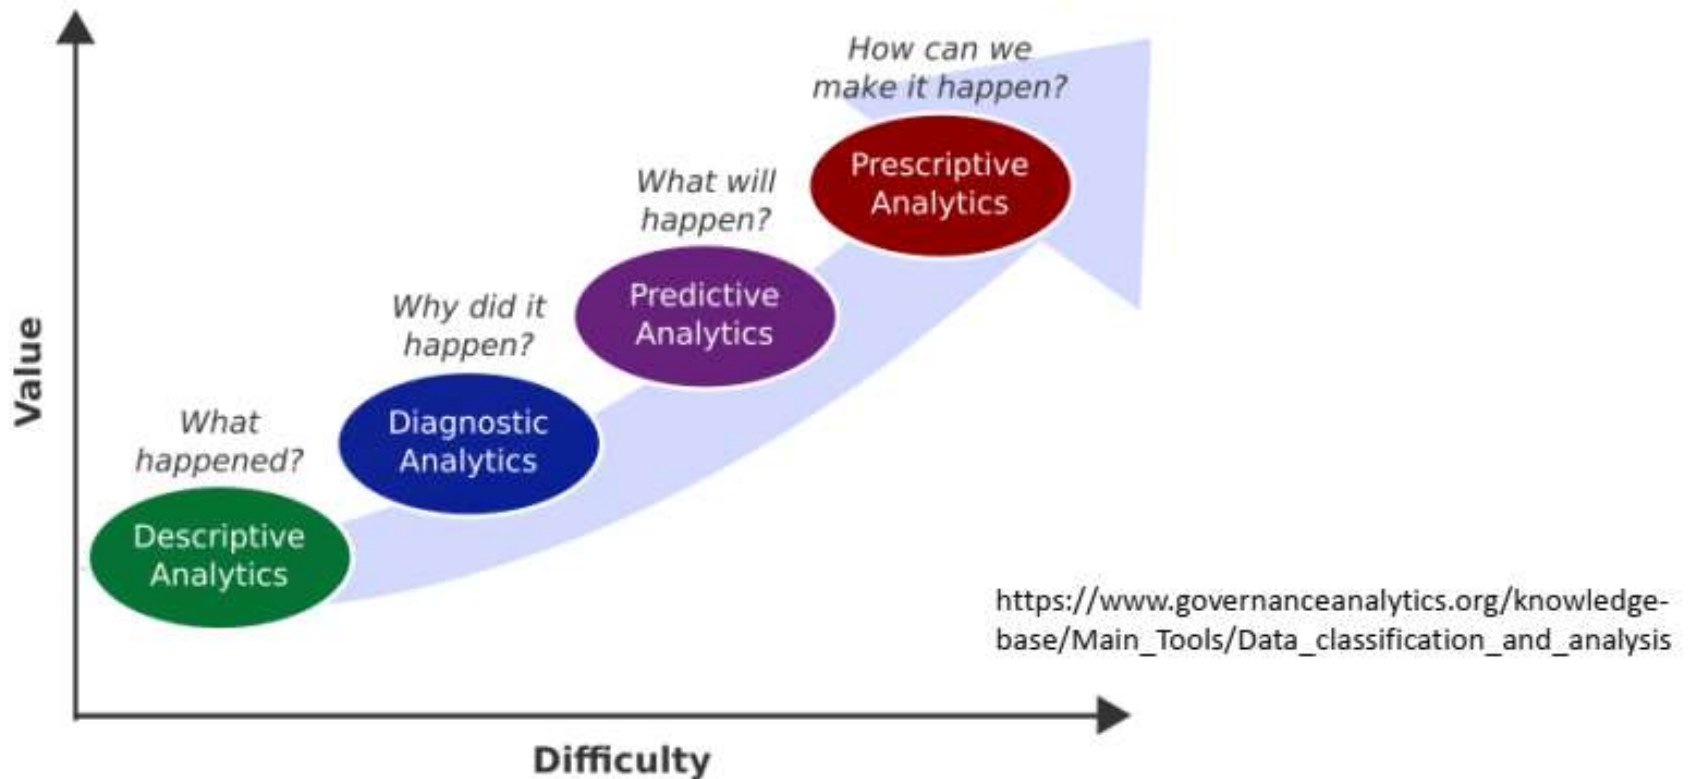 How can we
make it happen?
Prescriptive
Analytics
What will
happen?
Predictive
Analytics
Why did it
happen?
Diagnostic
Analytics
What
happened?
Descriptive
Analytics
Value
Difficulty
https://www.governanceanalytics.org/knowledge-
base/Main_Tools/Data_classification_and_analysis